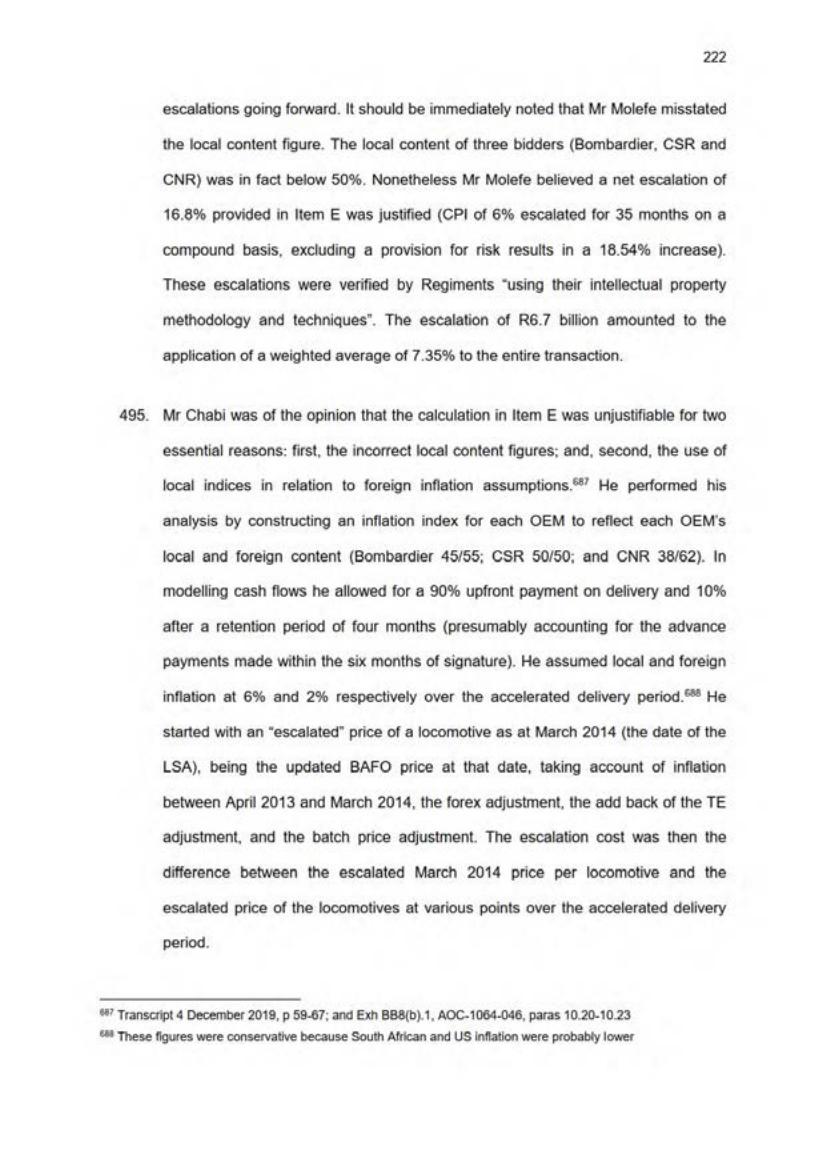 222
escalations going forward. It should be immediately noted that Mr Molefe misstated
the local content figure. The local content of three bidders (Bombardier, CSR and
CNR) was in fact below 50%. Nonetheless Mr Molefe believed a net escalation of
16.8% provided in Item E was justified (CPI of 6% escalated for 35 months on a
compound basis, excluding a provision for risk results in a 18.54% increase).
These escalations were verified by Regiments “using their intellectual property
methodology and techniques”. The escalation of R6.7 billion amounted to the
application of a weighted average of 7.35% to the entire transaction.
495. Mr Chabi was of the opinion that the calculation in Item E was unjustifiable for two
essential reasons: first, the incorrect local content figures; and, second, the use of
local indices in relation to foreign inflation assumptions.687 He performed his
analysis by constructing an inflation index for each OEM to reflect each OEM’s
local and foreign content (Bombardier 45/55; CSR 50/50; and CNR 38/62). In
modelling cash flows he allowed for a 90% upfront payment on delivery and 10%
after a retention period of four months (presumably accounting for the advance
payments made within the six months of signature). He assumed local and foreign
inflation at 6% and 2% respectively over the accelerated delivery period.688 He
started with an “escalated” price of a locomotive as at March 2014 (the date of the
LSA), being the updated BAFO price at that date, taking account of inflation
between April 2013 and March 2014, the forex adjustment, the add back of the TE
adjustment, and the batch price adjustment. The escalation cost was then the
difference between the escalated March 2014 price per locomotive and the
escalated price of the locomotives at various points over the accelerated delivery
period.
687 Transcript 4 December 2019, p 59-67; and Exh BB8(b).1, AOC-1064-046, paras 10.20-10.23
688 These figures were conservative because South African and US inflation were probably lower